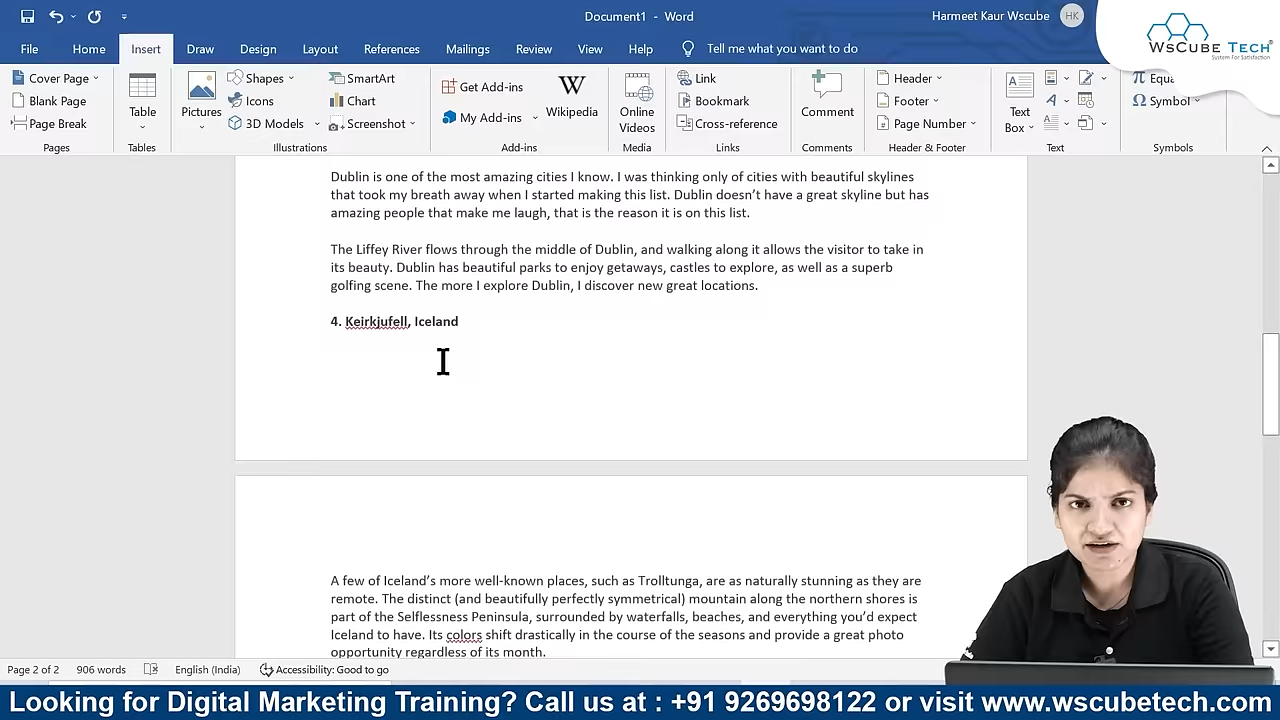 Document1 - Word
Harmeet Kaur Wscube HK
WsCube Tech
System For Satisfaction
File Home Insert Draw Design Layout References Mailings Review View Help Tell me what you want to do
Cover Page
Blank Page
Page Break
Pages
Table
Tables
Pictures
Shapes
Icons
3D Models
SmartArt
Chart
Screenshot
Illustrations
Get Add-ins
My Add-ins
W
Wikipedia
Add-ins
Online
Videos
Media
Link
Bookmark
Cross-reference
Links
Comment
Comments
Header
Footer
Page Number
Header & Footer
Text
Box
Text
Symbol
Symbols
Dublin is one of the most amazing cities I know. I was thinking only of cities with beautiful skylines
that took my breath away when I started making this list. Dublin doesn’t have a great skyline but has
amazing people that make me laugh, that is the reason it is on this list.
The Liffey River flows through the middle of Dublin, and walking along it allows the visitor to take in
its beauty. Dublin has beautiful parks to enjoy getaways, castles to explore, as well as a superb
golfing scene. The more I explore Dublin, I discover new great locations.
4. Keirkjufell, Iceland
A few of Iceland’s more well-known places, such as Trolltunga, are as naturally stunning as they are
remote. The distinct (and beautifully perfectly symmetrical) mountain along the northern shores is
part of the Selflessness Peninsula, surrounded by waterfalls, beaches, and everything you’d expect
Iceland to have. Its colors shift drastically in the course of the seasons and provide a great photo
opportunity regardless of its month.
Page 2 of 2 906 words English (India) Accessibility: Good to go
Looking for Digital Marketing Training? Call us at : +91 9269698122 or visit www.wscubetech.com